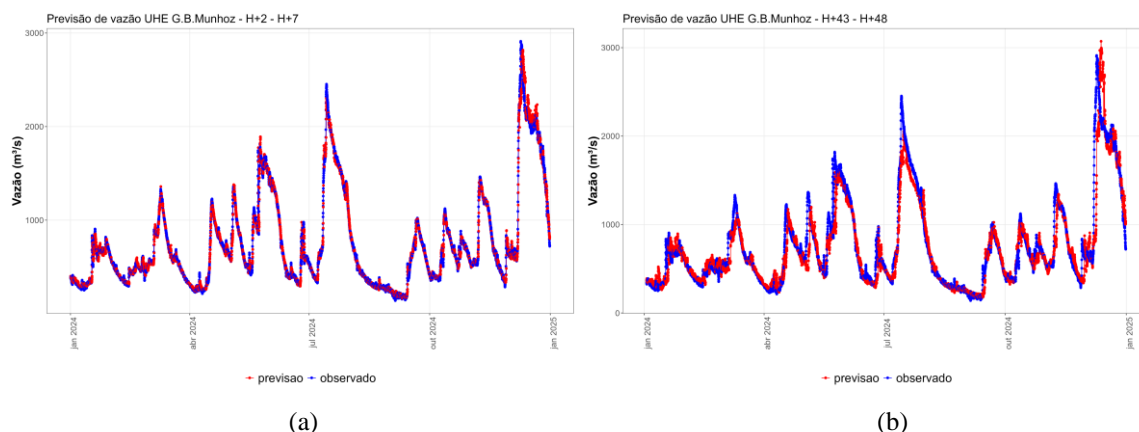 Previsão de vazão UHE G.B.Munhoz - H+2 - H+7
Vazão (m³/s)
3000
2000
1000
jan 2024
abr 2024
jul 2024
out 2024
jan 2025
previsao observado
(a)
Previsão de vazão UHE G.B.Munhoz - H+43 - H+48
Vazão (m³/s)
3000
2000
1000
0
jan 2024
abr 2024
jul 2024
out 2024
jan 2025
previsao observado
(b)